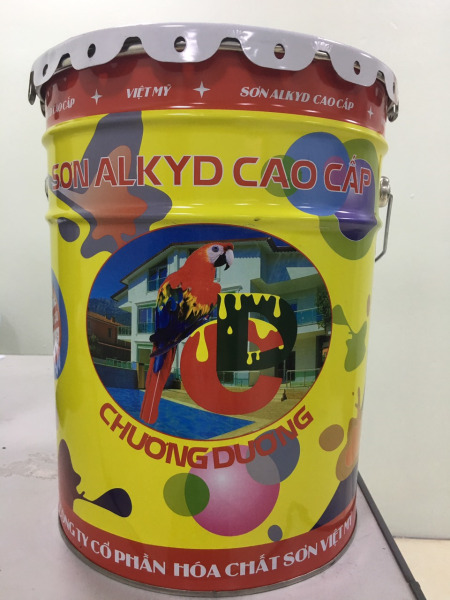 CAO CẤP VIỆT MỸ SƠN ALKYD CAO CẤP
SƠN ALKYD CAO CẤP
CD
CHƯƠNG DƯƠNG
CÔNG TY CỔ PHẦN HÓA CHẤT SƠN VIỆT MỸ